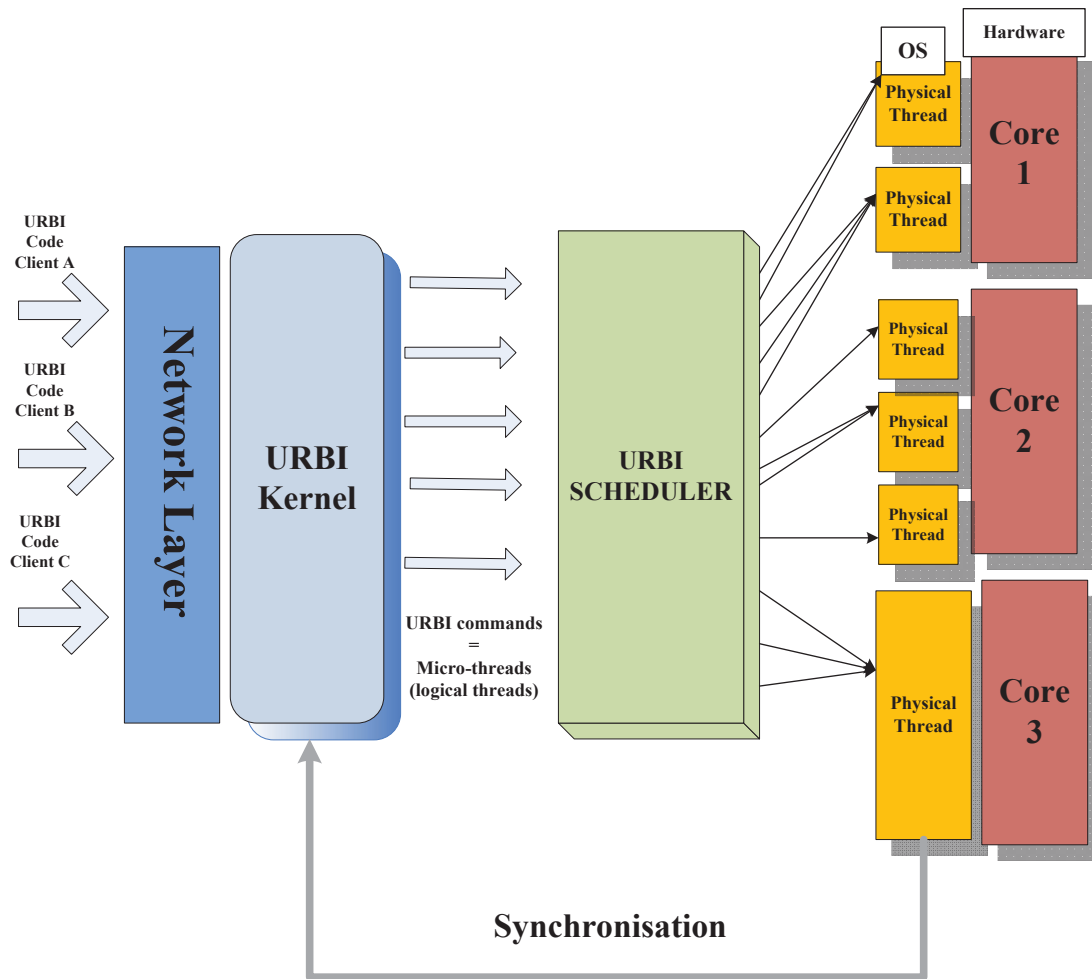 URBI
Code
Client A
URBI
Code
Client B
URBI
Code
Client C
Network Layer
URBI
Kernel
URBI commands
=
Micro-threads
(logical threads)
URBI
SCHEDULER
OS
Hardware
Physical
Thread
Physical
Thread
Core
1
Physical
Thread
Physical
Thread
Physical
Thread
Core
2
Physical
Thread
Core
3
Synchronisation